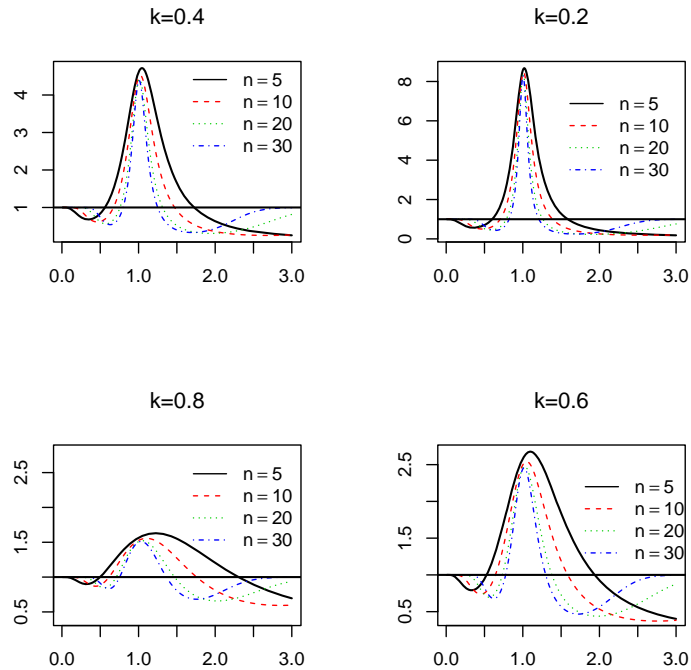 k=0.4
n = 5
n = 10
n = 20
n = 30
1 2 3 4
0.0 1.0 2.0 3.0
k=0.2
n = 5
n = 10
n = 20
n = 30
0 2 4 6 8
0.0 1.0 2.0 3.0
k=0.8
n = 5
n = 10
n = 20
n = 30
0.5 1.5 2.5
0.0 1.0 2.0 3.0
k=0.6
n = 5
n = 10
n = 20
n = 30
0.5 1.5 2.5
0.0 1.0 2.0 3.0